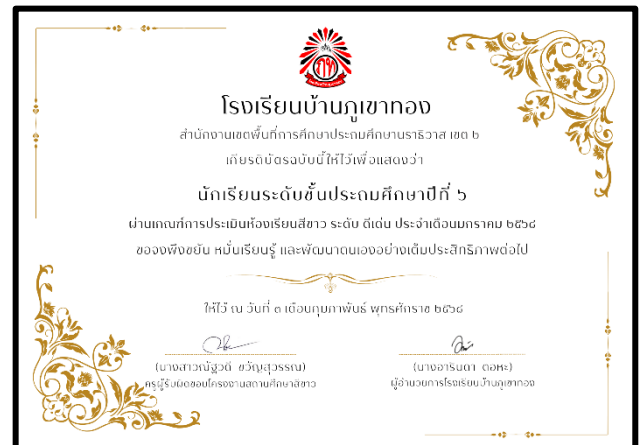 โรงเรียนบ้านภูเขาทอง
สำนักงานเขตพื้นที่การศึกษาประถมศึกษานราธิวาส เขต ๒
เกียรติบัตรฉบับนี้ให้ไว้เพื่อแสดงว่า
นักเรียนระดับชั้นประถมศึกษาปีที่ ๖
ผ่านเกณฑ์การประเมินห้องเรียนสีขาว ระดับ ดีเด่น ประจำเดือนมกราคม ๒๕๖๘
ขอจงพึงขยัน หมั่นเรียนรู้ และพัฒนาตนเองอย่างเต็มประสิทธิภาพต่อไป
ให้ไว้ ณ วันที่ ๓ เดือนกุมภาพันธ์ พุทธศักราช ๒๕๖๘
(นางสาวณัฐวดี ขวัญสุวรรณ)
ครูผู้รับผิดชอบโครงงานสถานศึกษาสีขาว
(นางอารินดา ดอหะ)
ผู้อำนวยการโรงเรียนบ้านภูเขาทอง